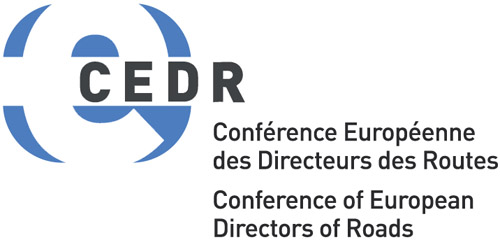 CEDR
Conférence Européenne
des Directeurs des Routes
Conference of European
Directors of Roads